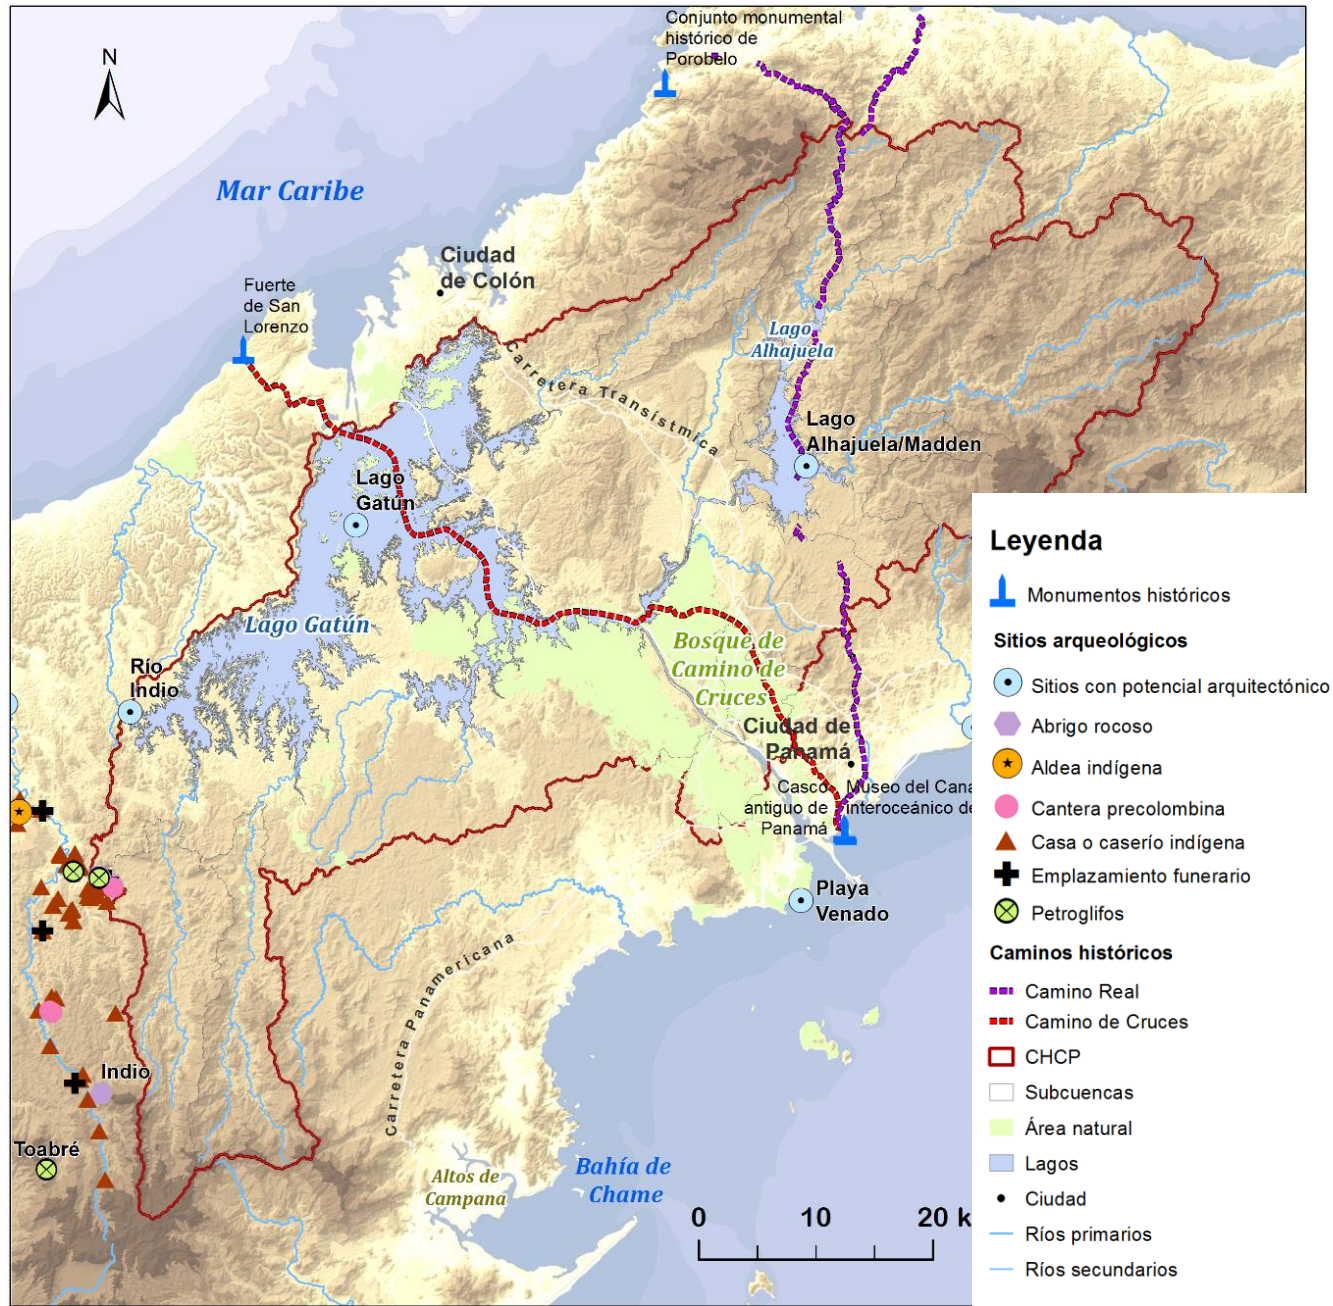 Conjunto monumental
histórico de
Porobelo
N
Mar Caribe
Ciudad
de Colón
Fuerte
de San
Lorenzo
Lago
Alhajuela
Carretera Transístmica
Lago
Alhajuela/Madden
Lago
Gatún
Lago Gatún
Bosque de
Camino de
Cruces
Río
Indio
Ciudad de
Panamá
Casco
antiguo de
Panamá
Museo del Cana
interoceánico de
Playa
Venado
Carretera Panamericana
Indio
Toabré
Altos de
Campana
Bahía de
Chame
0 10 20 k
Leyenda
Monumentos históricos
Sitios arqueológicos
Sitios con potencial arquitectónico
Abrigo rocoso
Aldea indígena
Cantera precolombina
Casa o caserío indígena
Emplazamiento funerario
Petroglifos
Caminos históricos
Camino Real
Camino de Cruces
CHCP
Subcuencas
Área natural
Lagos
Ciudad
Ríos primarios
Ríos secundarios